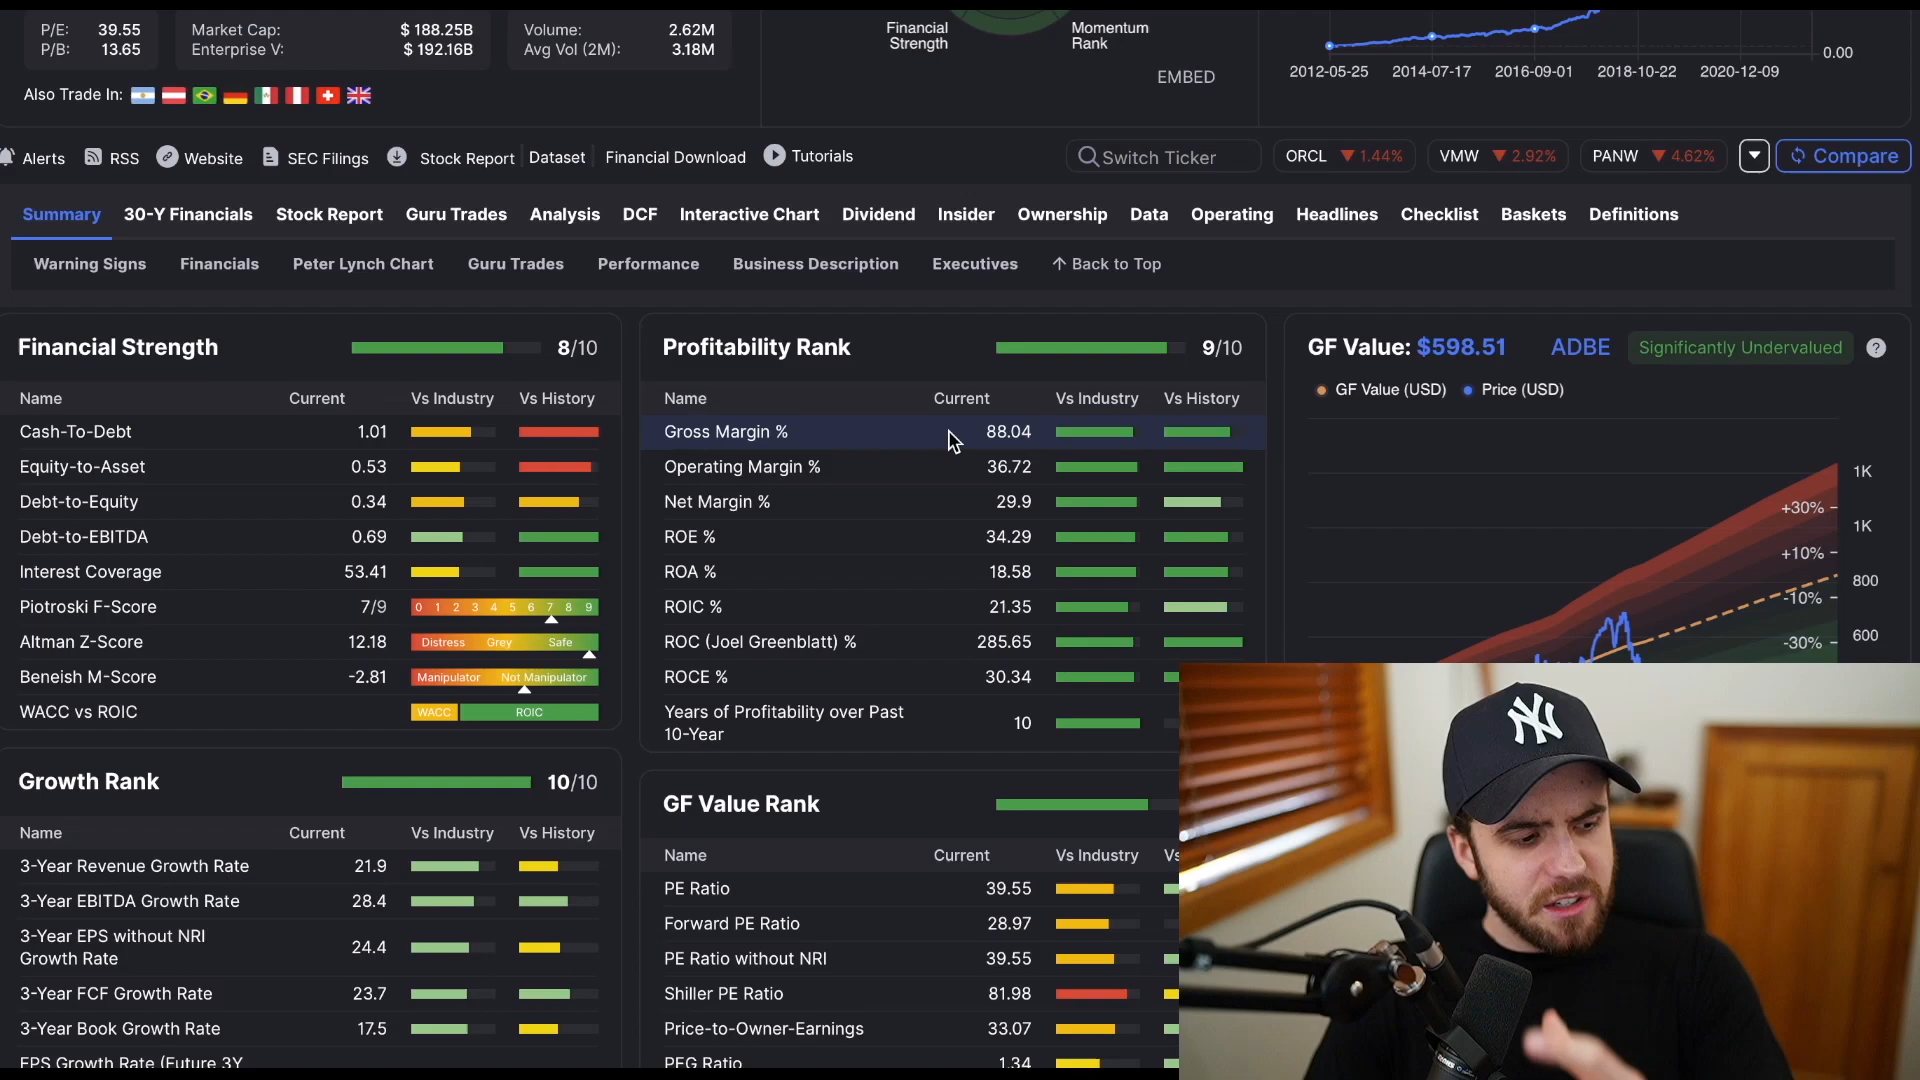 P/E: 39.55
P/B: 13.65
Market Cap: $ 188.25B
Enterprise V: $ 192.16B
Volume: 2.62M
Avg Vol (2M): 3.18M
Also Trade In:
Financial Strength
Momentum Rank
EMBED
0.00
2012-05-25 2014-07-17 2016-09-01 2018-10-22 2020-12-09
Alerts RSS Website SEC Filings Stock Report Dataset Financial Download Tutorials
Switch Ticker ORCL ▼ 1.44% VMW ▼ 2.92% PANW ▼ 4.62% Compare
Summary 30-Y Financials Stock Report Guru Trades Analysis DCF Interactive Chart Dividend Insider Ownership Data Operating Headlines Checklist Baskets Definitions
Warning Signs Financials Peter Lynch Chart Guru Trades Performance Business Description Executives ↑ Back to Top
Financial Strength 8/10
Name Current Vs Industry Vs History
Cash-To-Debt 1.01
Equity-to-Asset 0.53
Debt-to-Equity 0.34
Debt-to-EBITDA 0.69
Interest Coverage 53.41
Piotroski F-Score 7/9 0 1 2 3 4 5 6 7 8 9
Altman Z-Score 12.18 Distress Grey Safe
Beneish M-Score -2.81 Manipulator Not Manipulator
WACC vs ROIC WACC ROIC
Growth Rank 10/10
Name Current Vs Industry Vs History
3-Year Revenue Growth Rate 21.9
3-Year EBITDA Growth Rate 28.4
3-Year EPS without NRI
Growth Rate 24.4
3-Year FCF Growth Rate 23.7
3-Year Book Growth Rate 17.5
EPS Growth Rate (Future 3Y
Profitability Rank 9/10
Name Current Vs Industry Vs History
Gross Margin % 88.04
Operating Margin % 36.72
Net Margin % 29.9
ROE % 34.29
ROA % 18.58
ROIC % 21.35
ROC (Joel Greenblatt) % 285.65
ROCE % 30.34
Years of Profitability over Past
10-Year 10
GF Value Rank
Name Current Vs Industry
PE Ratio 39.55
Forward PE Ratio 28.97
PE Ratio without NRI 39.55
Shiller PE Ratio 81.98
Price-to-Owner-Earnings 33.07
PEG Ratio 1.34
GF Value: $598.51 ADBE Significantly Undervalued ?
GF Value (USD) Price (USD)
1K
+30%
1K
+10%
800
-10%
600
-30%
NY